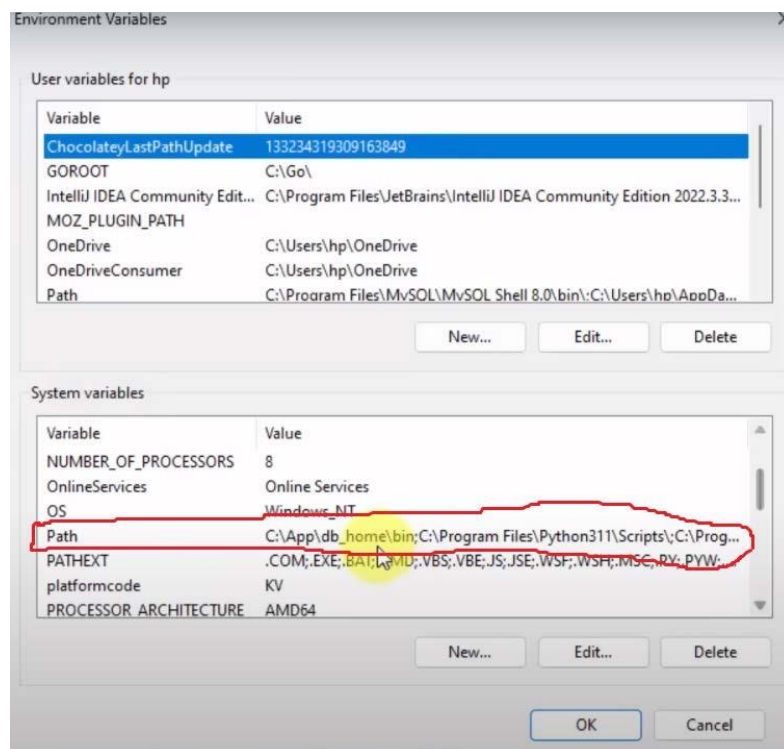 Environment Variables
User variables for hp
Variable Value
ChocolateyLastPathUpdate 133234319309163849
GOROOT C:\Go\
IntelliJ IDEA Community Edit... C:\Program Files\JetBrains\IntelliJ IDEA Community Edition 2022.3.3...
MOZ_PLUGIN_PATH
OneDrive C:\Users\hp\OneDrive
OneDriveConsumer C:\Users\hp\OneDrive
Path C:\Program Files\MySQL\MySQL Shell 8.0\bin\;C:\Users\hp\AppDa...
New... Edit... Delete
System variables
Variable Value
NUMBER_OF_PROCESSORS 8
OnlineServices Online Services
OS Windows_NT
Path C:\App\db_home\bin;C:\Program Files\Python311\Scripts\;C:\Prog...
PATHEXT .COM;.EXE;.BAT;.CMD;.VBS;.VBE;.JS;.JSE;.WSF;.WSH;.MSC;.PY;.PYW;...
platformcode KV
PROCESSOR_ARCHITECTURE AMD64
New... Edit... Delete
OK Cancel